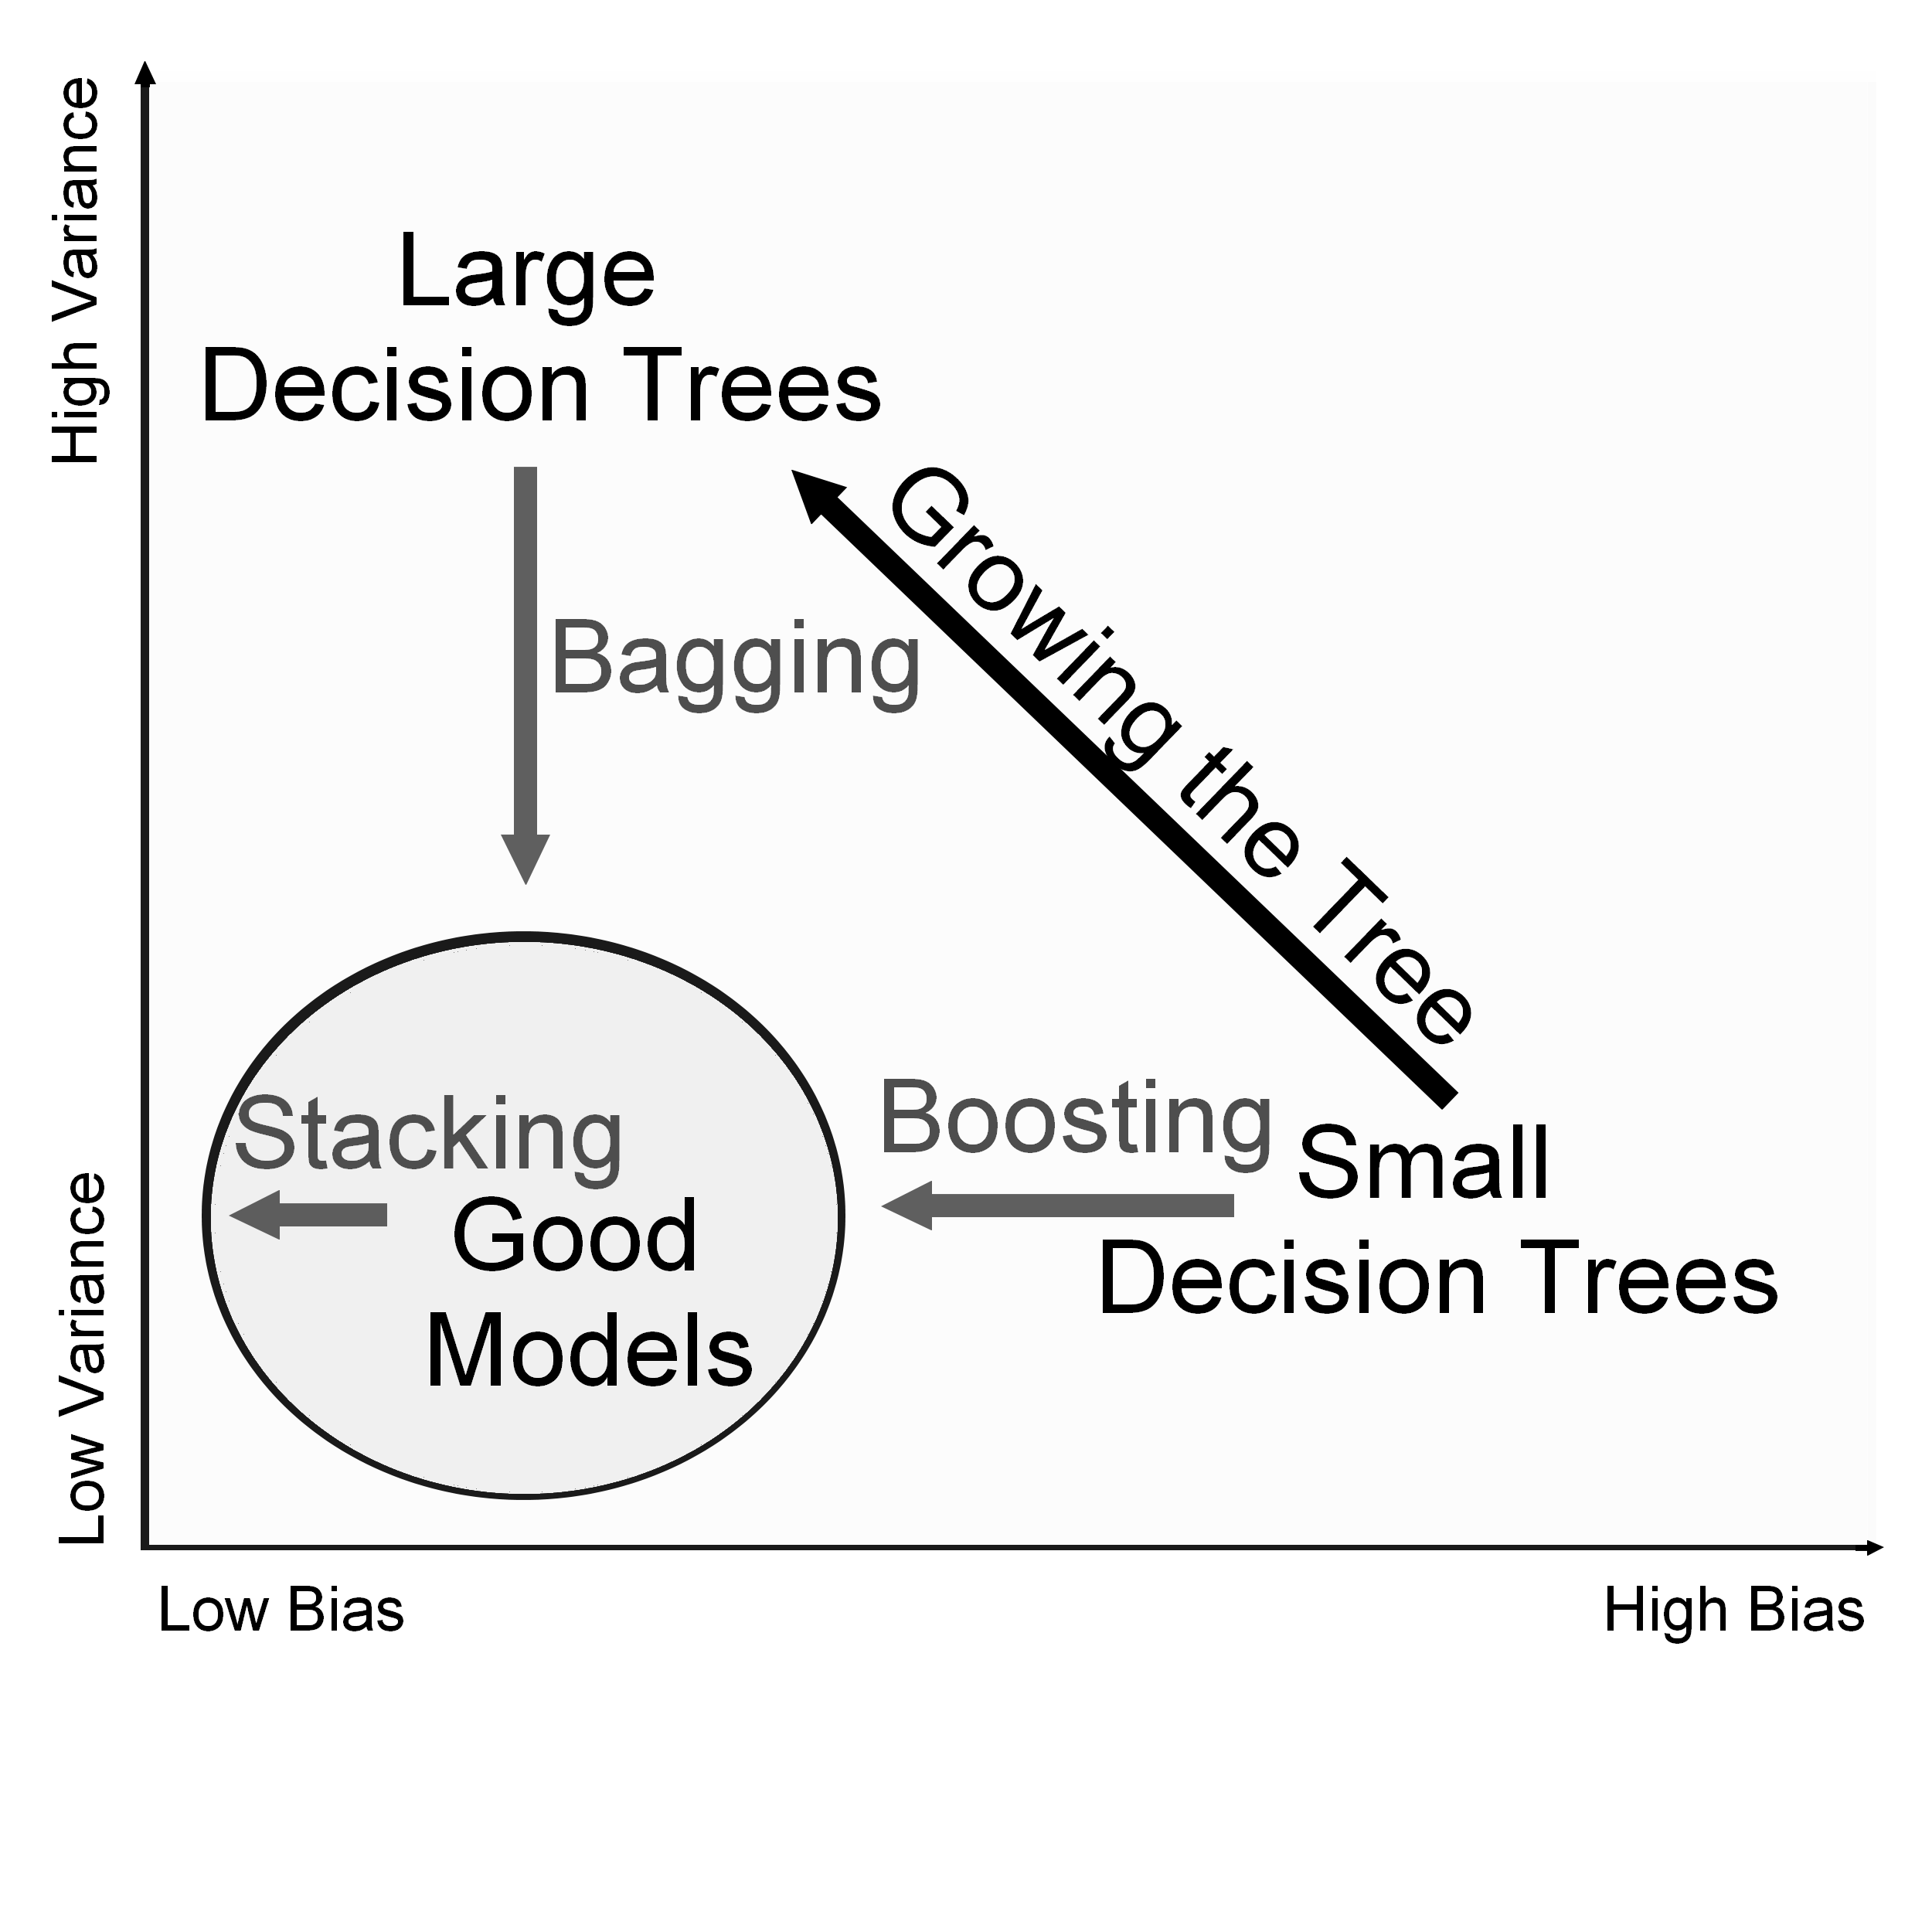 High Variance
Large
Decision Trees
Growing the Tree
Bagging
Stacking
Boosting
Good
Models
Small
Decision Trees
Low Variance
Low Bias
High Bias